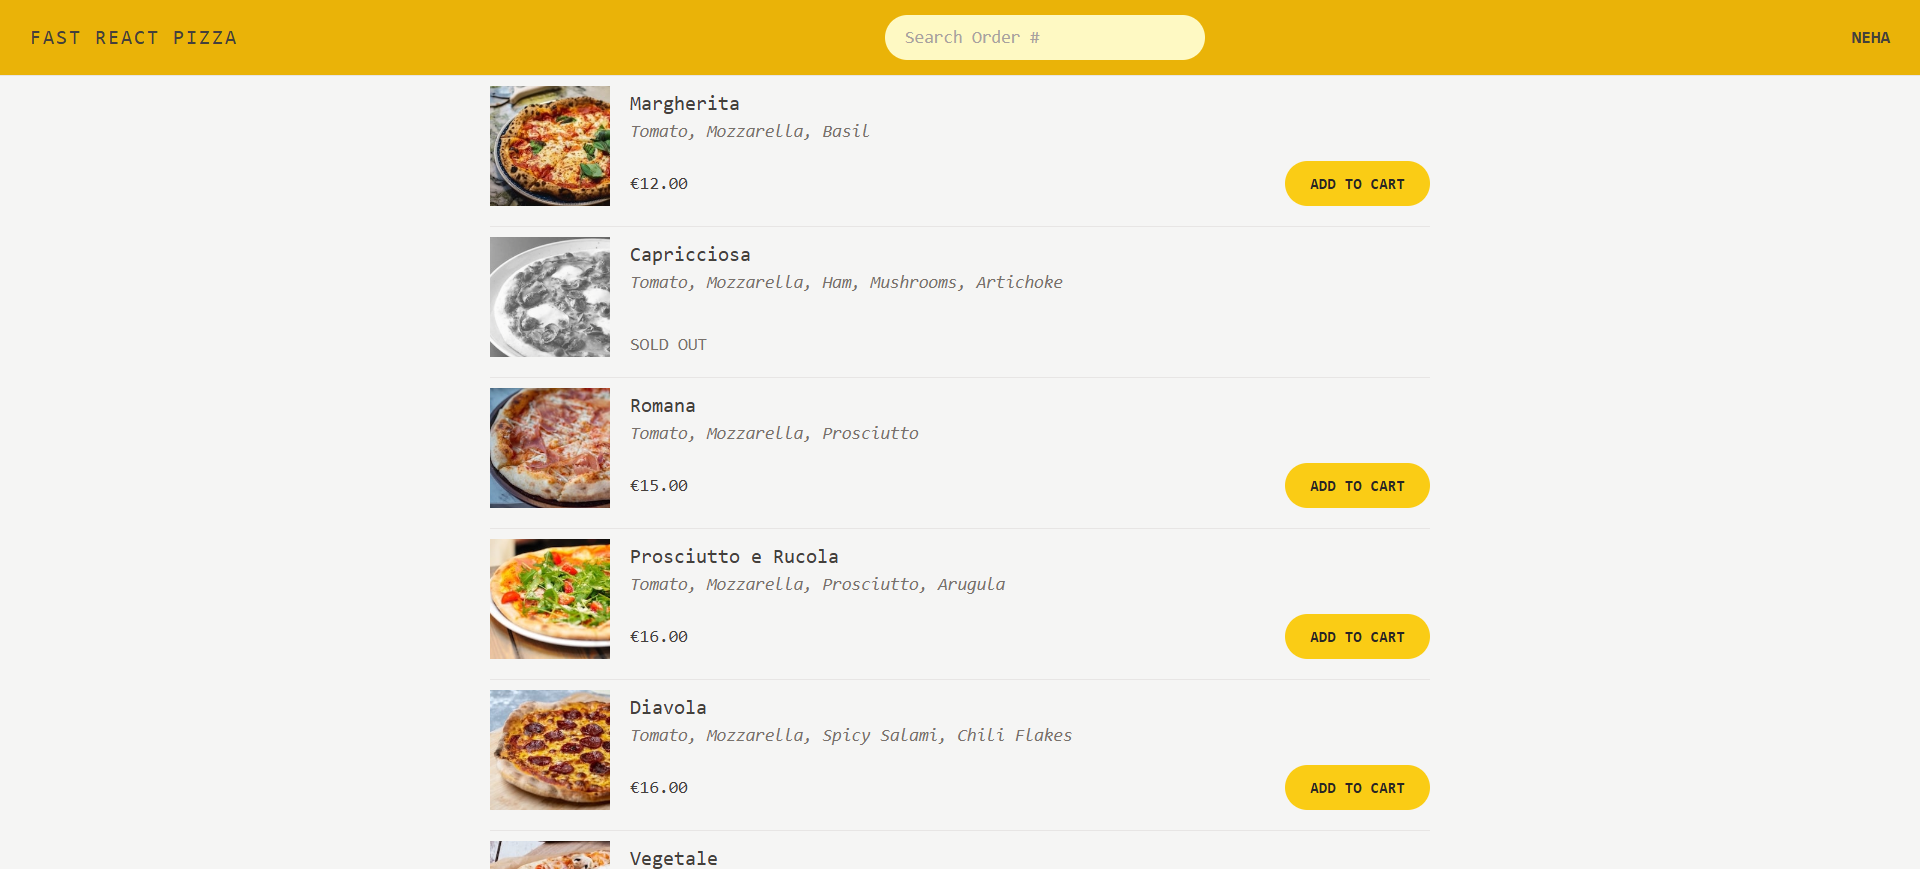 FAST REACT PIZZA
Search Order #
NEHA
Margherita
Tomato, Mozzarella, Basil
€12.00
ADD TO CART
Capricciosa
Tomato, Mozzarella, Ham, Mushrooms, Artichoke
SOLD OUT
Romana
Tomato, Mozzarella, Prosciutto
€15.00
ADD TO CART
Prosciutto e Rucola
Tomato, Mozzarella, Prosciutto, Arugula
€16.00
ADD TO CART
Diavola
Tomato, Mozzarella, Spicy Salami, Chili Flakes
€16.00
ADD TO CART
Vegetale